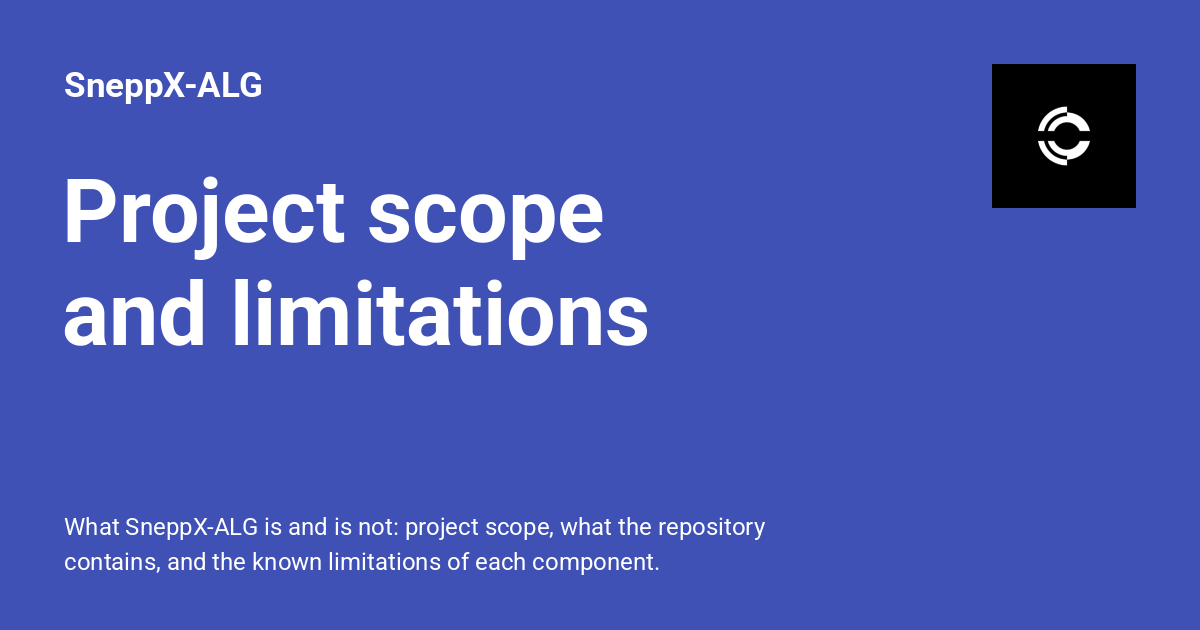 SneppX-ALG
Project scope
and limitations
What SneppX-ALG is and is not: project scope, what the repository
contains, and the known limitations of each component.